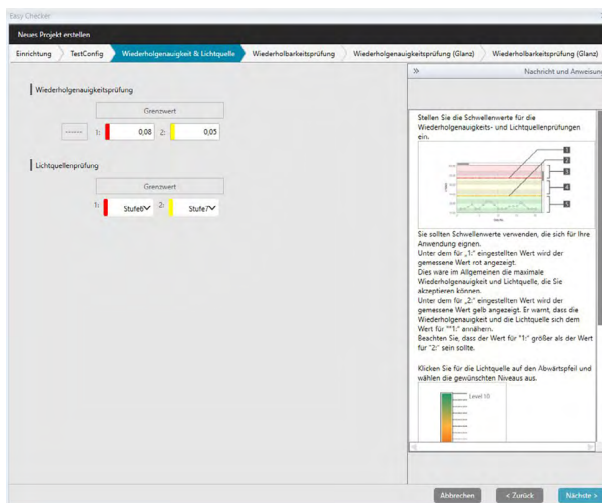 Easy Checker
Neues Projekt erstellen
Einrichtung
TestConfig
Wiederholgenauigkeit & Lichtquelle
Wiederholbarkeitsprüfung
Wiederholgenauigkeitsprüfung (Glanz)
Wiederholbarkeitsprüfung (Glanz)
Wiederholgenauigkeitsprüfung
Grenzwert
------ 1: 0,08 2: 0,05
Lichtquellenprüfung
Grenzwert
1: Stufe6 2: Stufe7
» Nachricht und Anweisun
Stellen Sie die Schwellenwerte für die
Wiederholgenaugkeits- und Lichtquellenprüfungen
ein.
1
2
3
4
5
Sie sollten Schwellenwerte verwenden, die sich für Ihre
Anwendung eignen.
Unter dem für „1:“ eingestellten Wert wird der
gemessene Wert rot angezeigt.
Dies ware im Allgemeinen die maximale
Wiederholgenauigkeit und Lichtquelle, die Sie
akzeptieren können.
Unter dem für „2:“ eingestellten Wert wird der
gemessene Wert gelb angezeigt. Er warnt, dass die
Wiederholgenauigkeit und die Lichtquelle sich dem
Wert für ""1:" annähern.
Beachten Sie, dass der Wert für "1:" größer als der Wert
für "2:" sein sollte.
Klicken Sie für die Lichtquelle auf den Abwärtspfeil und
wählen die gewünschten Niveaus aus.
Level 10
Abbrechen
< Zurück
Nächste >